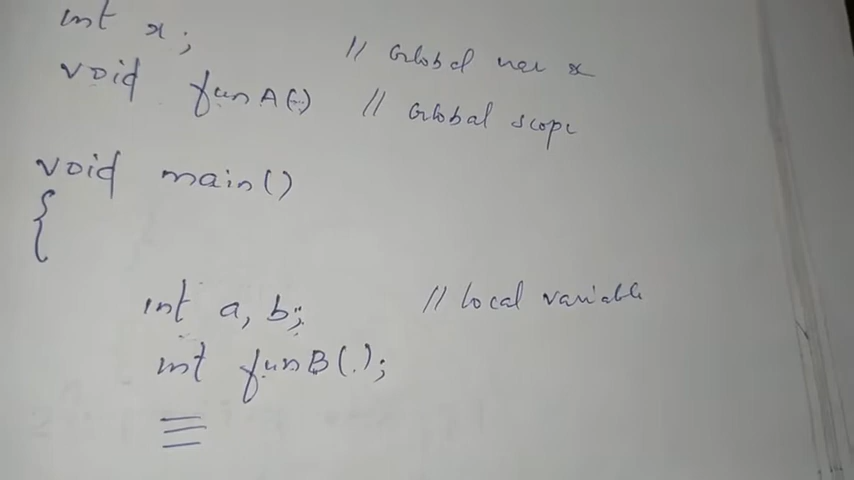 int x; // Global var x
void funA(.) // Global scope
void main()
{
int a, b; // local variable
int funB(.);